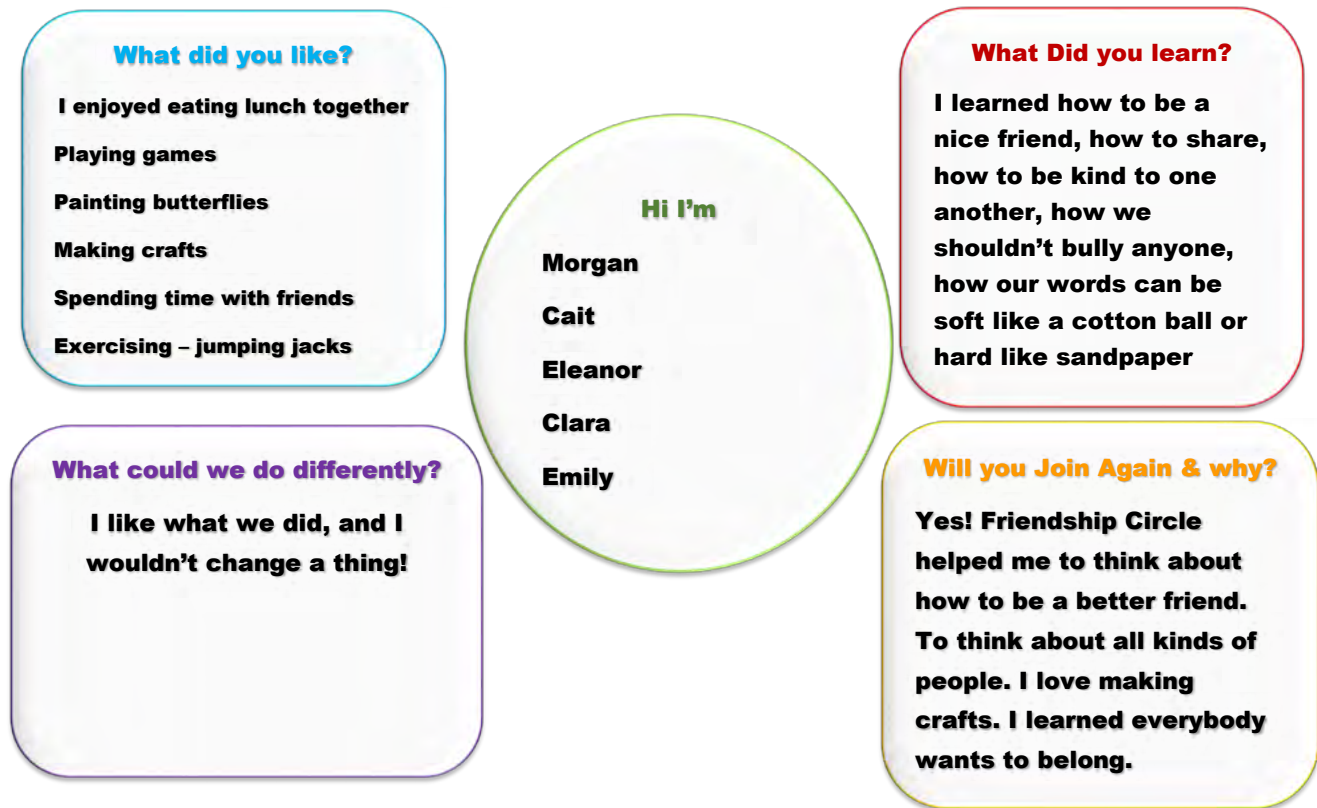 What did you like?
I enjoyed eating lunch together
Playing games
Painting butterflies
Making crafts
Spending time with friends
Exercising – jumping jacks
Hi I’m
Morgan
Cait
Eleanor
Clara
Emily
What Did you learn?
I learned how to be a
nice friend, how to share,
how to be kind to one
another, how we
shouldn’t bully anyone,
how our words can be
soft like a cotton ball or
hard like sandpaper
What could we do differently?
I like what we did, and I
wouldn’t change a thing!
Will you Join Again & why?
Yes! Friendship Circle
helped me to think about
how to be a better friend.
To think about all kinds of
people. I love making
crafts. I learned everybody
wants to belong.